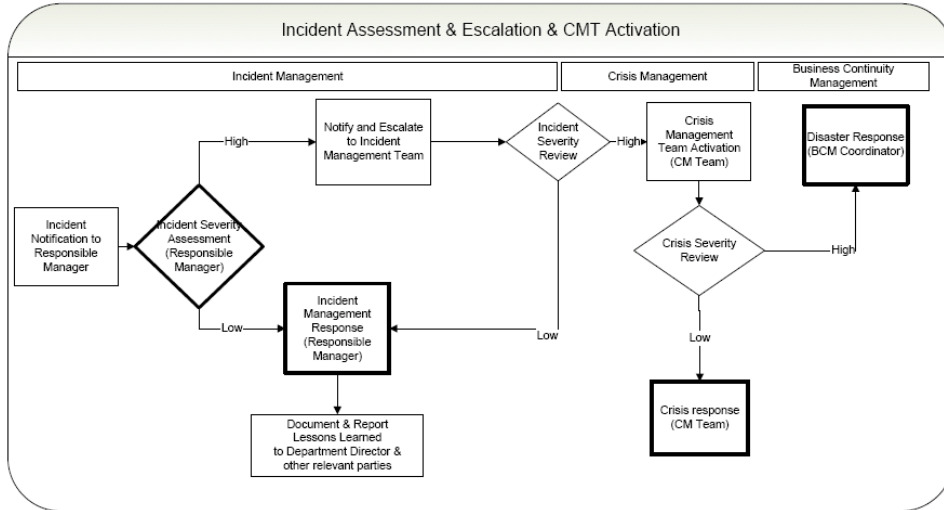 Incident Assessment & Escalation & CMT Activation
Incident Management
Crisis Management
Business Continuity
Management
High
Notify and Escalate
to Incident
Management Team
Incident
Severity
Review
High
Crisis
Management
Team Activation
(CM Team)
Disaster Response
(BCM Coordinator)
Incident
Notification to
Responsible
Manager
Incident Severity
Assessment
(Responsible
Manager)
Crisis Severity
Review
High
Low
Incident
Management
Response
(Responsible
Manager)
Low
Low
Crisis response
(CM Team)
Document & Report
Lessons Learned
to Department Director &
other relevant parties